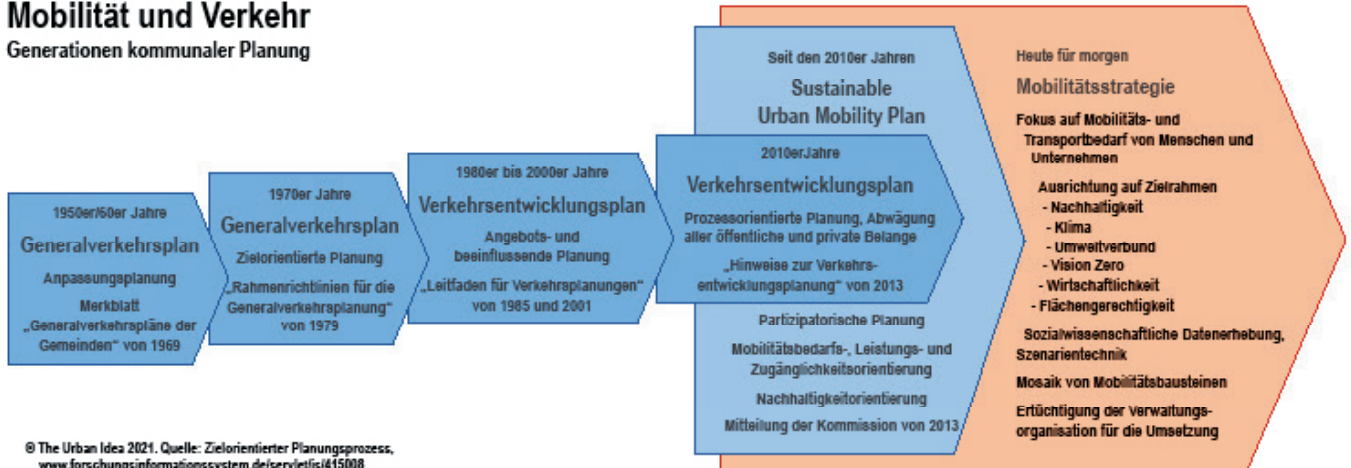 Mobilität und Verkehr
Generationen kommunaler Planung
1950er/60er Jahre
Generalverkehrsplan
Anpassungsplanung
Merkblatt
„Generalverkehrspläne der
Gemeinden“ von 1969
1970er Jahre
Generalverkehrsplan
Zielorientierte Planung
„Rahmenrichtlinien für die
Generalverkehrsplanung“
von 1979
1980er bis 2000er Jahre
Verkehrsentwicklungsplan
Angebots- und
beeinflussende Planung
„Leitfaden für Verkehrsplanungen“
von 1985 und 2001
Seit den 2010er Jahren
Sustainable
Urban Mobility Plan
2010erJahre
Verkehrsentwicklungsplan
Prozessorientierte Planung, Abwägung
aller öffentliche und private Belange
„Hinweise zur Verkehrs-
entwicklungsplanung“ von 2013
Partizipatorische Planung
Mobilitätsbedarfs-, Leistungs- und
Zugänglichkeitsorientierung
Nachhaltigkeitorientierung
Mitteilung der Kommission von 2013
Heute für morgen
Mobilitätsstrategie
Fokus auf Mobilitäts- und
Transportbedarf von Menschen und
Unternehmen
Ausrichtung auf Zielrahmen
- Nachhaltigkeit
- Klima
- Umweltverbund
- Vision Zero
- Wirtschaftlichkeit
- Flächengerechtigkeit
Sozialwissenschaftliche Datenerhebung,
Szenarientechnik
Mosaik von Mobilitätsbausteinen
Ertüchtigung der Verwaltungs-
organisation für die Umsetzung
© The Urban Idea 2021. Quelle: Zielorientierter Planungsprozess,
www.forschungsinformationssystem.de/servlet/is/415008